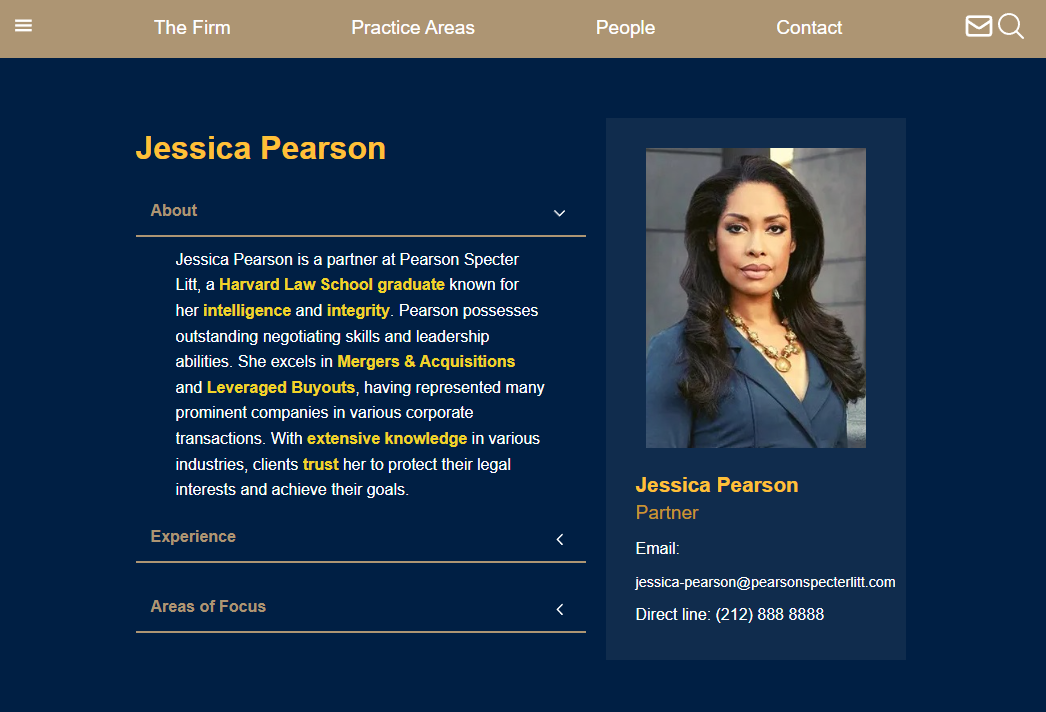 The Firm Practice Areas People Contact
Jessica Pearson
About
Jessica Pearson is a partner at Pearson Specter
Litt, a Harvard Law School graduate known for
her intelligence and integrity. Pearson possesses
outstanding negotiating skills and leadership
abilities. She excels in Mergers & Acquisitions
and Leveraged Buyouts, having represented many
prominent companies in various corporate
transactions. With extensive knowledge in various
industries, clients trust her to protect their legal
interests and achieve their goals.
Experience
Areas of Focus
Jessica Pearson
Partner
Email:
jessica-pearson@pearsonspecterlitt.com
Direct line: (212) 888 8888